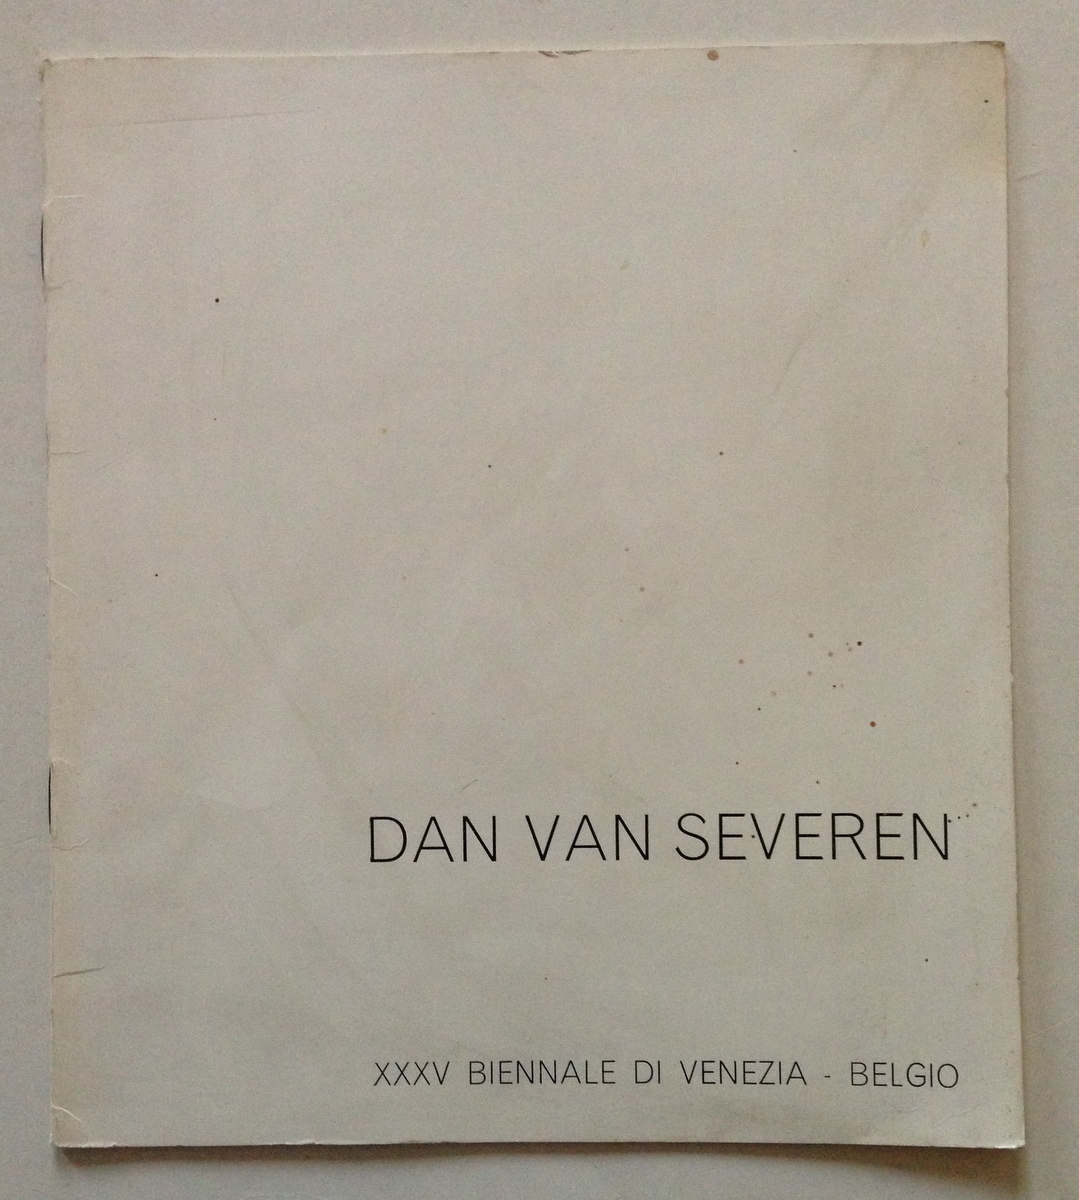 DAN VAN SEVEREN
XXXV BIENNALE DI VENEZIA - BELGIO